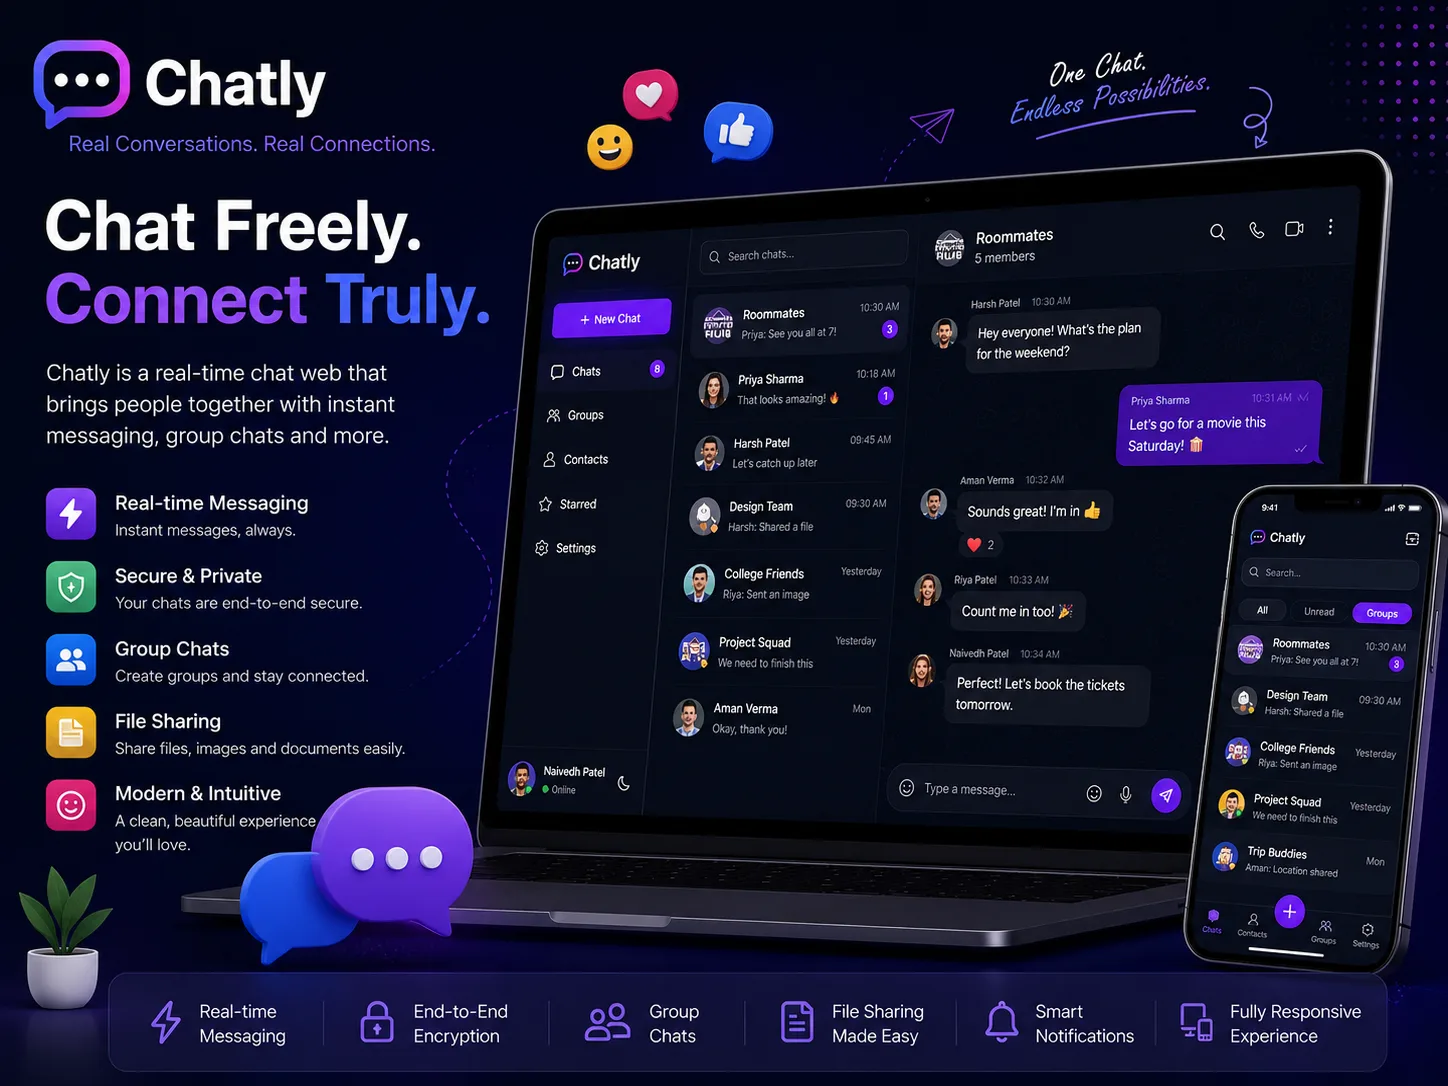 Chatly
Real Conversations. Real Connections.
Chat Freely.
Connect Truly.
Chatly is a real-time chat web that
brings people together with instant
messaging, group chats and more.
Real-time Messaging
Instant messages, always.
Secure & Private
Your chats are end-to-end secure.
Group Chats
Create groups and stay connected.
File Sharing
Share files, images and documents easily.
Modern & Intuitive
A clean, beautiful experience
you'll love.
One Chat.
Endless Possibilities.
Chatly
+ New Chat
Chats 8
Groups
Contacts
Starred
Settings
Naivedh Patel
Online
Search chats...
Roommates 10:30 AM
Priya: See you all at 7! 3
Priya Sharma 10:18 AM
That looks amazing! 🔥 1
Harsh Patel 09:45 AM
Let's catch up later
Design Team 09:30 AM
Harsh: Shared a file
College Friends Yesterday
Riya: Sent an image
Project Squad Yesterday
We need to finish this
Aman Verma Mon
Okay, thank you!
Roommates
5 members
Harsh Patel 10:30 AM
Hey everyone! What's the plan
for the weekend?
Priya Sharma 10:31 AM
Let's go for a movie this
Saturday! 🍿
Aman Verma 10:32 AM
Sounds great! I'm in 👍
❤️ 2
Riya Patel 10:33 AM
Count me in too! 🎉
Naivedh Patel 10:34 AM
Perfect! Let's book the tickets
tomorrow.
Type a message...
9:41
Chatly
Search...
All Unread Groups
Roommates 10:30 AM
Priya: See you all at 7! 3
Design Team 09:30 AM
Harsh: Shared a file
College Friends Yesterday
Riya: Sent an image
Project Squad Yesterday
We need to finish this
Trip Buddies Mon
Aman: Location shared
Chats Contacts + Groups Settings
Real-time
Messaging
End-to-End
Encryption
Group
Chats
File Sharing
Made Easy
Smart
Notifications
Fully Responsive
Experience